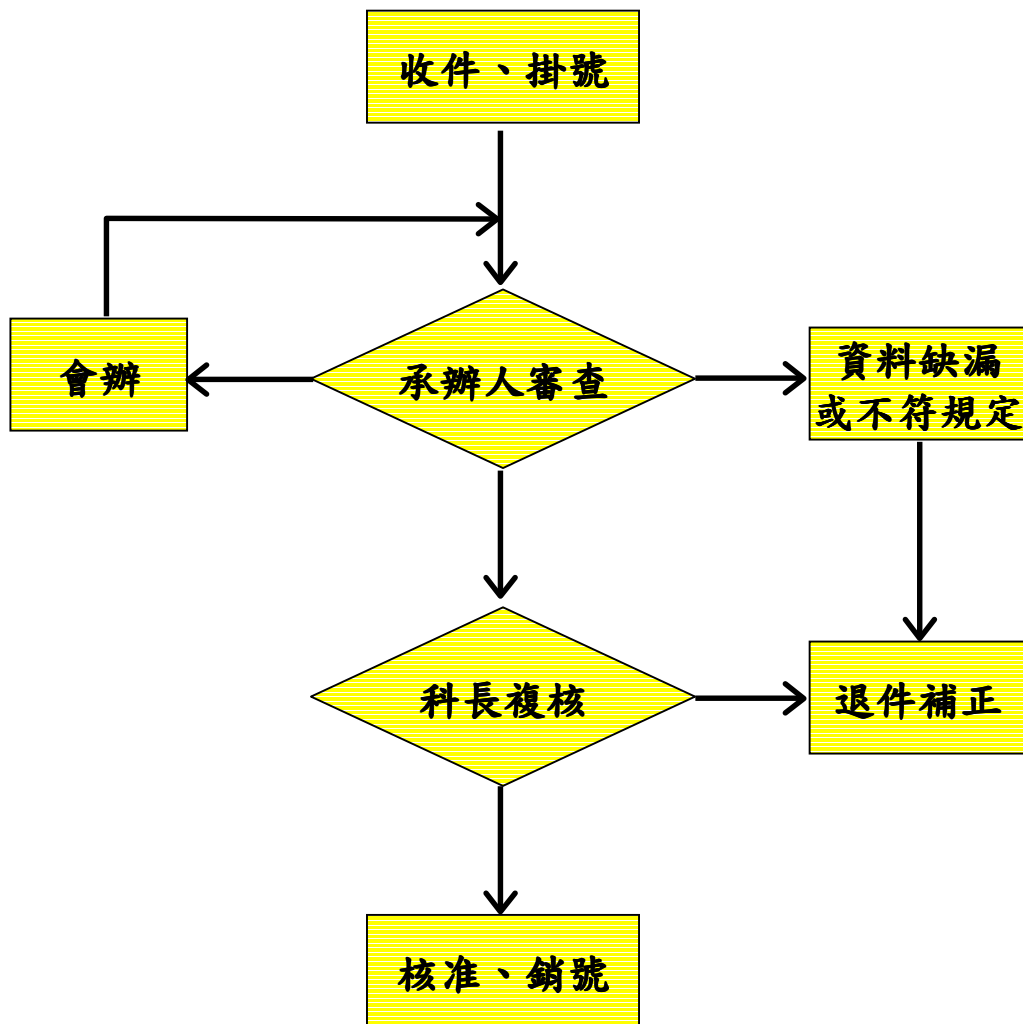 收件、掛號
會辦
承辦人審查
資料缺漏
或不符規定
科長複核
退件補正
核准、銷號